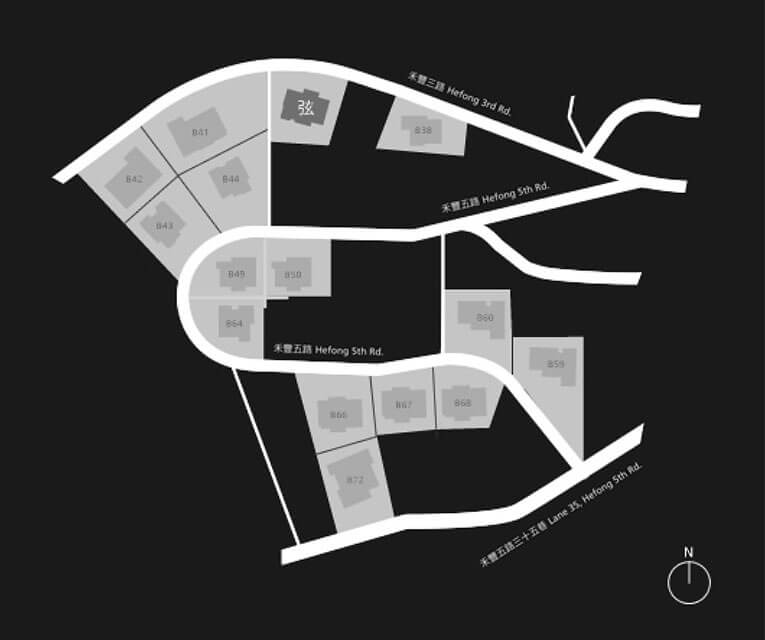 禾豐三路 Hefong 3rd Rd.
弦
B38
B41
B42
B44
B43
禾豐五路 Hefong 5th Rd.
B49
B50
B64
B60
禾豐五路 Hefong 5th Rd.
B59
B66
B67
B68
B72
禾豐五路三十五巷 Lane 35, Hefong 5th Rd.
N